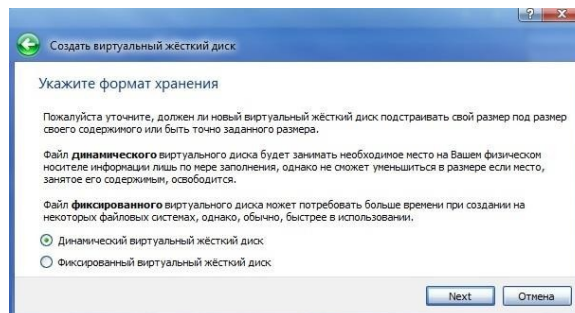 Создать виртуальный жёсткий диск
Укажите формат хранения
Пожалуйста уточните, должен ли новый виртуальный жёсткий диск подстраивать свой размер под размер
своего содержимого или быть точно заданного размера.
Файл динамического виртуального диска будет занимать необходимое место на Вашем физическом
носителе информации лишь по мере заполнения, однако не сможет уменьшиться в размере если место,
занятое его содержимым, освободится.
Файл фиксированного виртуального диска может потребовать больше времени при создании на
некоторых файловых системах, однако, обычно, быстрее в использовании.
Динамический виртуальный жёсткий диск
Фиксированный виртуальный жёсткий диск
Next Отмена